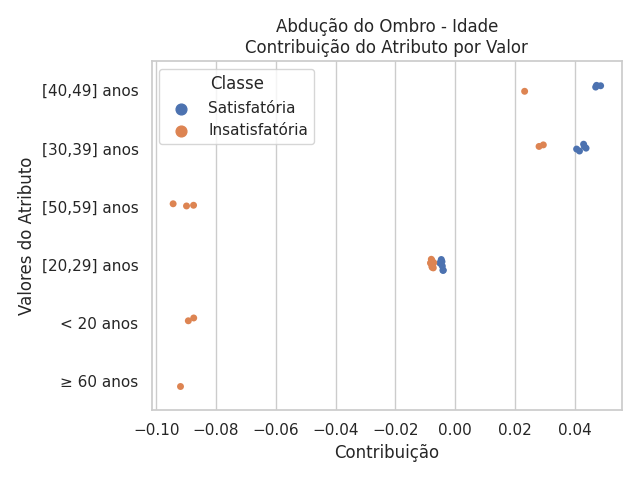 Abdução do Ombro - Idade
Contribuição do Atributo por Valor
Classe
Satisfatória
Insatisfatória
Valores do Atributo
[40,49] anos
[30,39] anos
[50,59] anos
[20,29] anos
< 20 anos
≥ 60 anos
−0.10 −0.08 −0.06 −0.04 −0.02 0.00 0.02 0.04
Contribuição